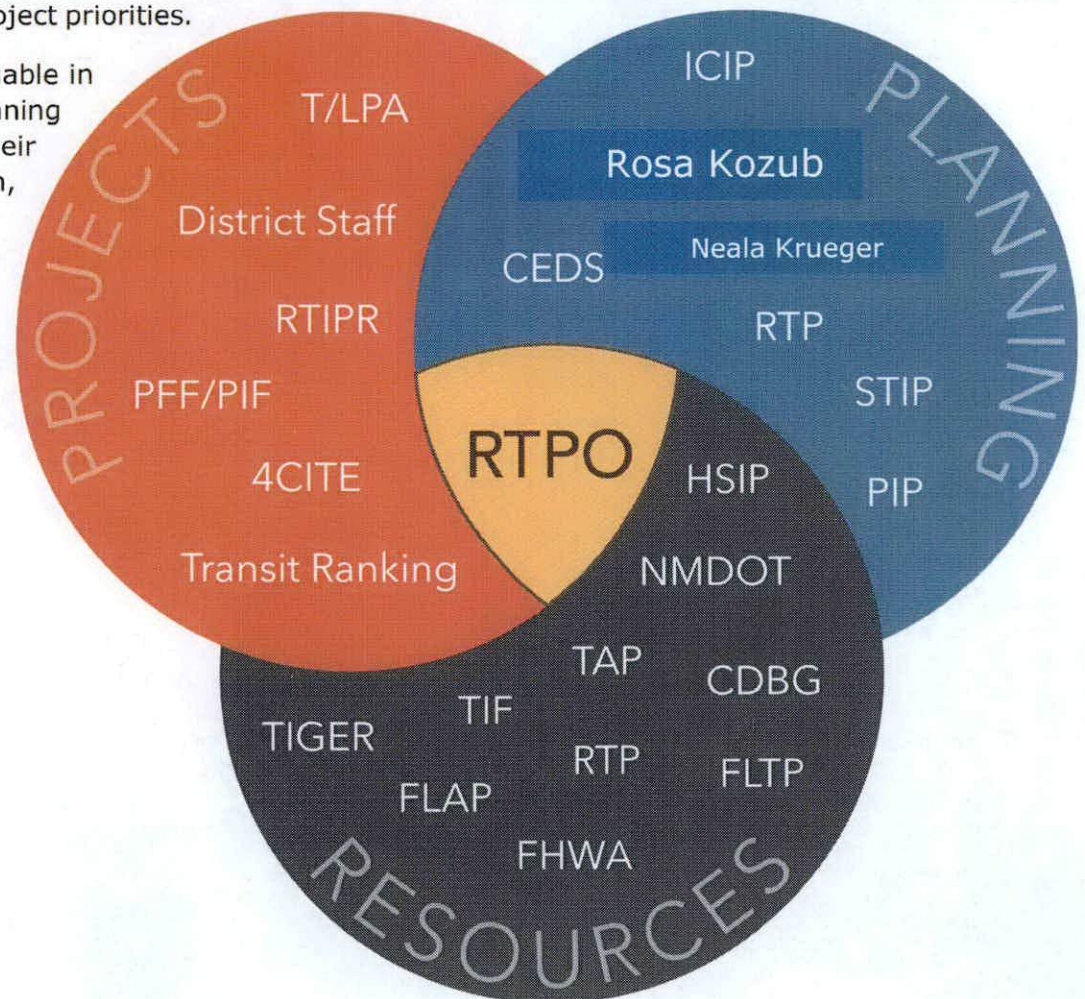 oject priorities.
able in
ning
eir
n,
PROJECTS
T/LPA
District Staff
RTIPR
PFF/PIF
4CITE
Transit Ranking
PLANNING
ICIP
Rosa Kozub
Neala Krueger
CEDS
RTP
STIP
PIP
RTPO
HSIP
NMDOT
TAP
CDBG
TIF
TIGER
RTP
FLTP
FLAP
FHWA
RESOURCES